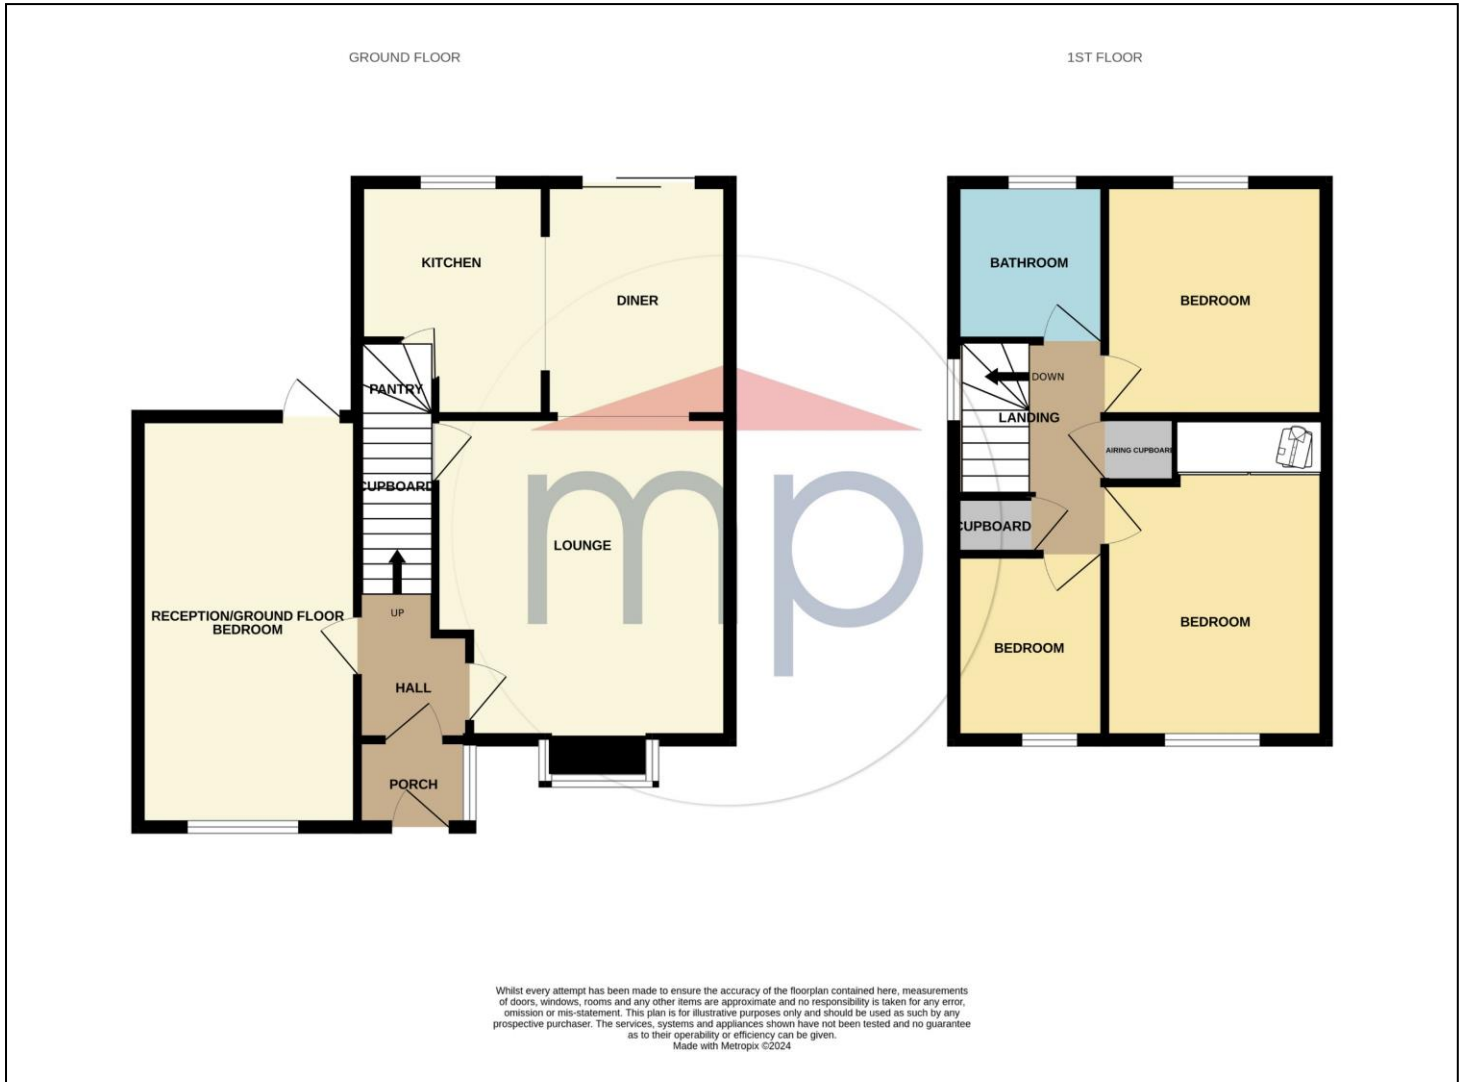 GROUND FLOOR
1ST FLOOR
KITCHEN
DINER
PANTRY
CUPBOARD
LOUNGE
RECEPTION/GROUND FLOOR
BEDROOM
UP
HALL
PORCH
BATHROOM
BEDROOM
DOWN
LANDING
AIRING CUPBOARD
CUPBOARD
BEDROOM
BEDROOM
mp
Whilst every attempt has been made to ensure the accuracy of the floorplan contained here, measurements
of doors, windows, rooms and any other items are approximate and no responsibility is taken for any error,
omission or mis-statement. This plan is for illustrative purposes only and should be used as such by any
prospective purchaser. The services, systems and appliances shown have not been tested and no guarantee
as to their operability or efficiency can be given.
Made with Metropix ©2024